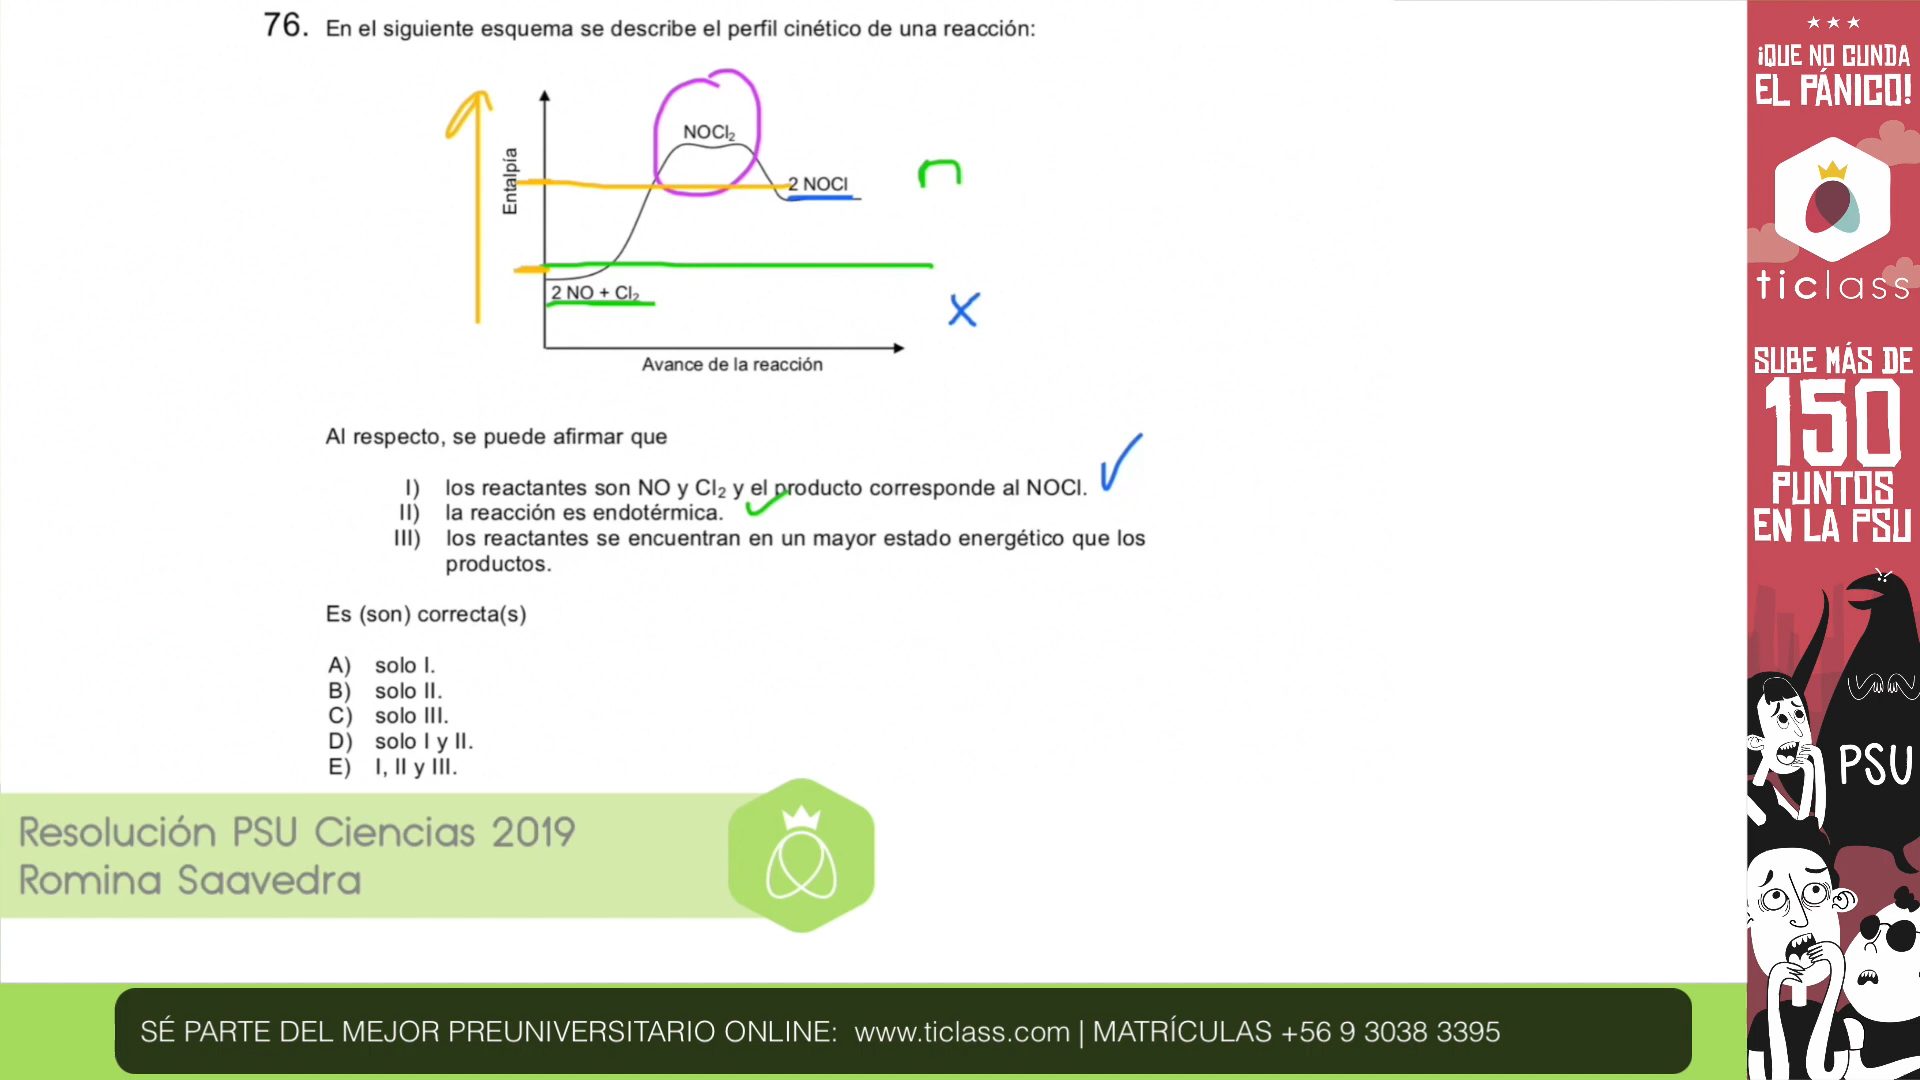 76. En el siguiente esquema se describe el perfil cinético de una reacción:
Entalpía
NOCl₂
2 NOCl
n
2 NO + Cl₂
x
Avance de la reacción
Al respecto, se puede afirmar que
I) los reactantes son NO y Cl₂ y el producto corresponde al NOCl.
II) la reacción es endotérmica.
III) los reactantes se encuentran en un mayor estado energético que los
productos.
Es (son) correcta(s)
A) solo I.
B) solo II.
C) solo III.
D) solo I y II.
E) I, II y III.
Resolución PSU Ciencias 2019
Romina Saavedra
SÉ PARTE DEL MEJOR PREUNIVERSITARIO ONLINE: www.ticlass.com | MATRÍCULAS +56 9 3038 3395
¡QUE NO CUNDA
EL PÁNICO!
ticlass
SUBE MÁS DE
150
PUNTOS
EN LA PSU
PSU